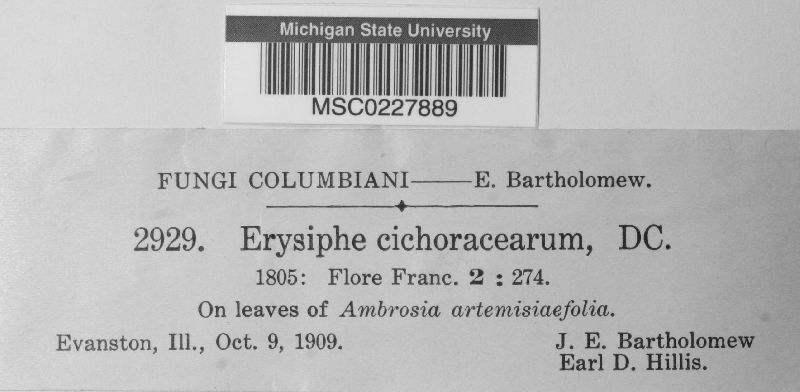 Michigan State University
MSC0227889
FUNGI COLUMBIANI——E. Bartholomew.
2929. Erysiphe cichoracearum, DC.
1805: Flore Franc. 2 : 274.
On leaves of Ambrosia artemisiaefolia.
Evanston, Ill., Oct. 9, 1909. J. E. Bartholomew
Earl D. Hillis.